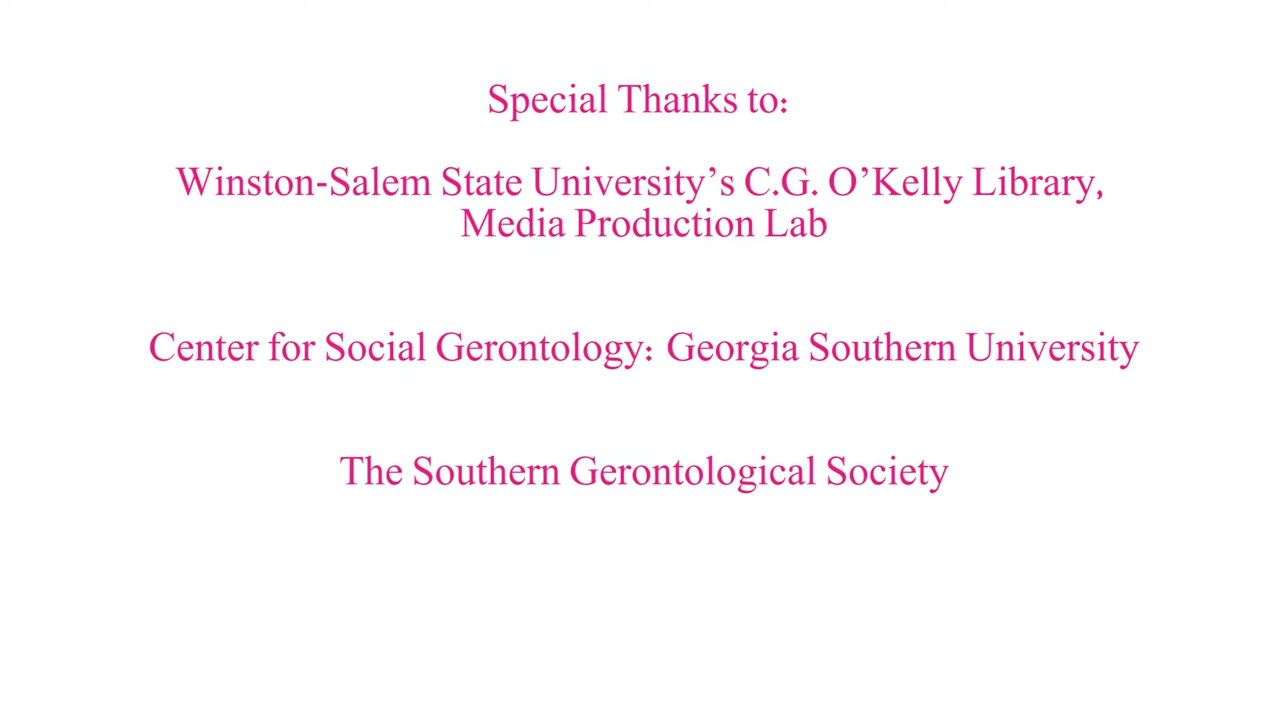 Special Thanks to:
Winston-Salem State University’s C.G. O’Kelly Library,
Media Production Lab
Center for Social Gerontology: Georgia Southern University
The Southern Gerontological Society